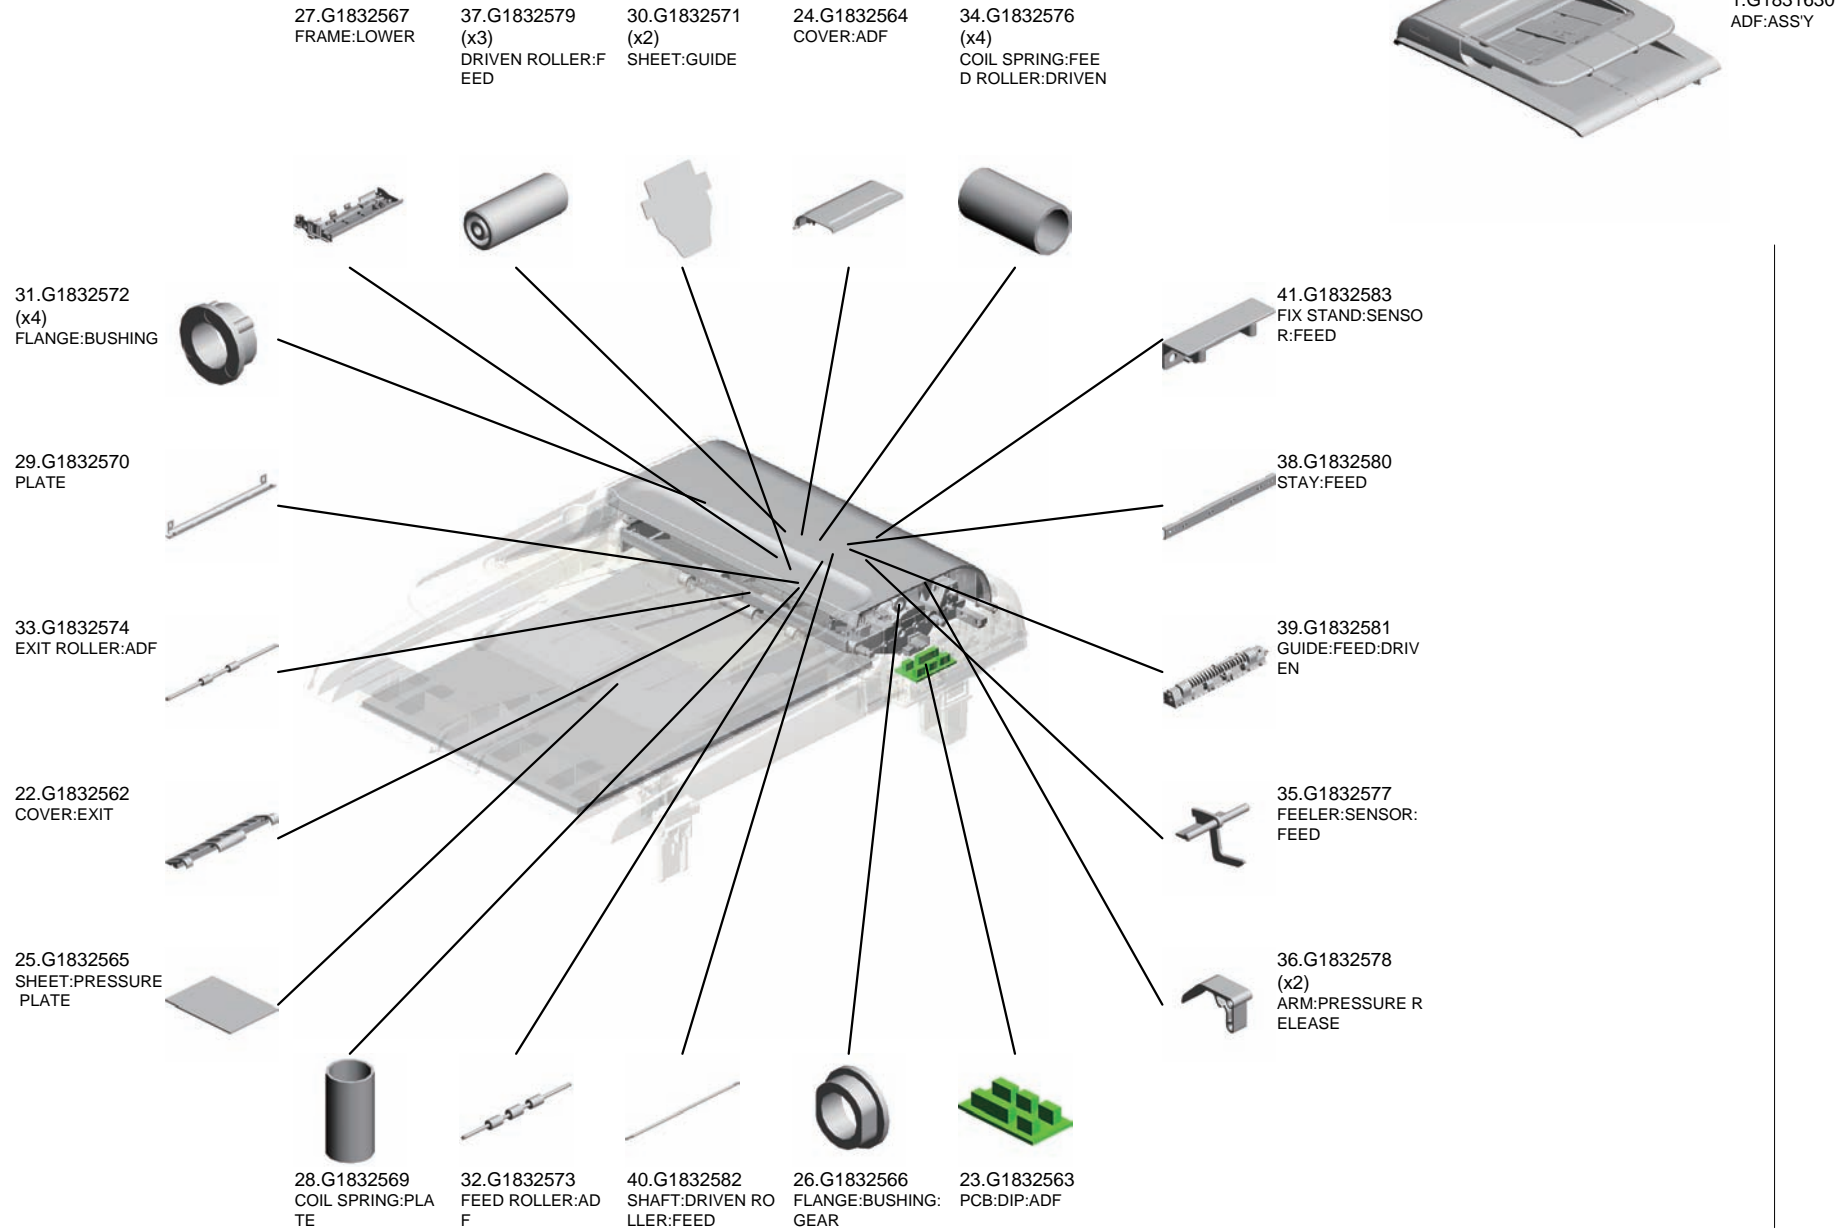 27.G1832567
FRAME:LOWER
37.G1832579
(x3)
DRIVEN ROLLER:F
EED
30.G1832571
(x2)
SHEET:GUIDE
24.G1832564
COVER:ADF
34.G1832576
(x4)
COIL SPRING:FEE
D ROLLER:DRIVEN
1.G1831630
ADF:ASS'Y
31.G1832572
(x4)
FLANGE:BUSHING
41.G1832583
FIX STAND:SENSO
R:FEED
29.G1832570
PLATE
38.G1832580
STAY:FEED
33.G1832574
EXIT ROLLER:ADF
39.G1832581
GUIDE:FEED:DRIV
EN
22.G1832562
COVER:EXIT
35.G1832577
FEELER:SENSOR:
FEED
25.G1832565
SHEET:PRESSURE
PLATE
36.G1832578
(x2)
ARM:PRESSURE R
ELEASE
28.G1832569
COIL SPRING:PLA
TE
32.G1832573
FEED ROLLER:AD
F
40.G1832582
SHAFT:DRIVEN RO
LLER:FEED
26.G1832566
FLANGE:BUSHING:
GEAR
23.G1832563
PCB:DIP:ADF